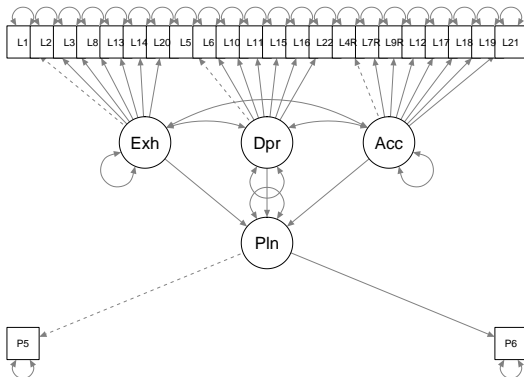 L1 L2 L3 L8 L13 L14 L20 L5 L6 L10 L11 L15 L16 L22 L4R L7R L9R L12 L17 L18 L19 L21
Exh Dpr Acc
Pln
P5 P6